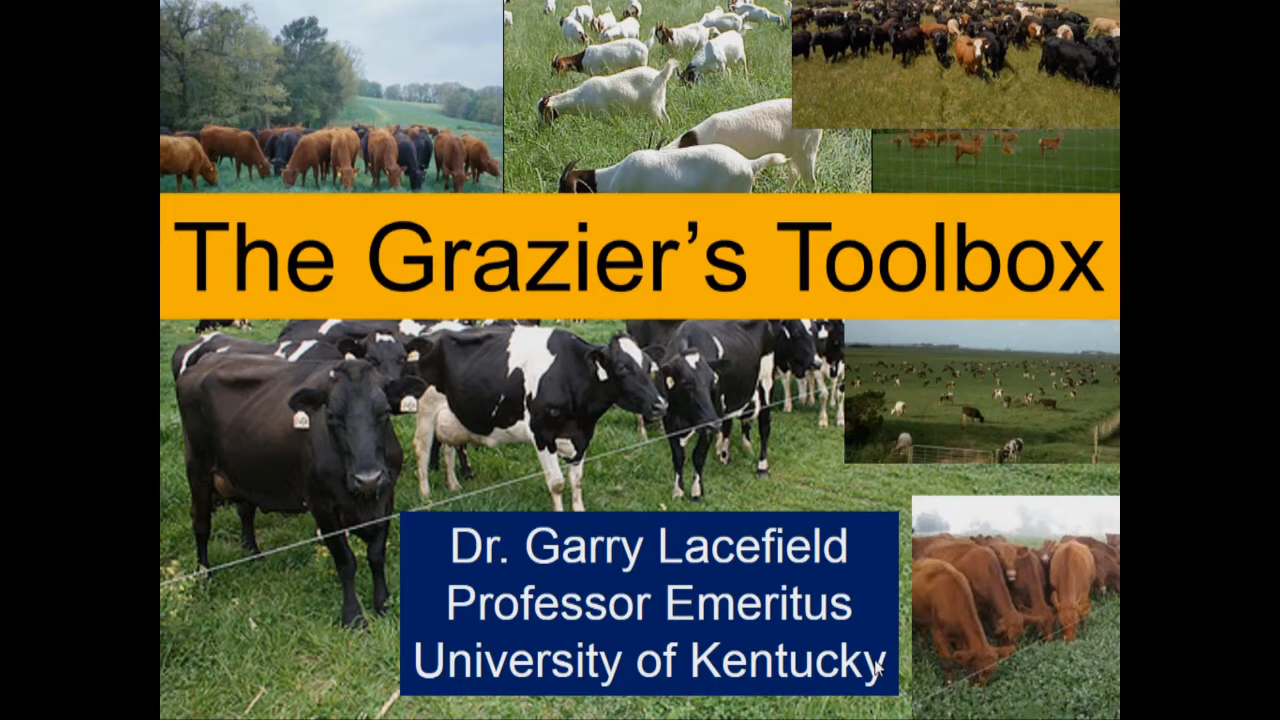 The Grazier’s Toolbox
Dr. Garry Lacefield
Professor Emeritus
University of Kentucky